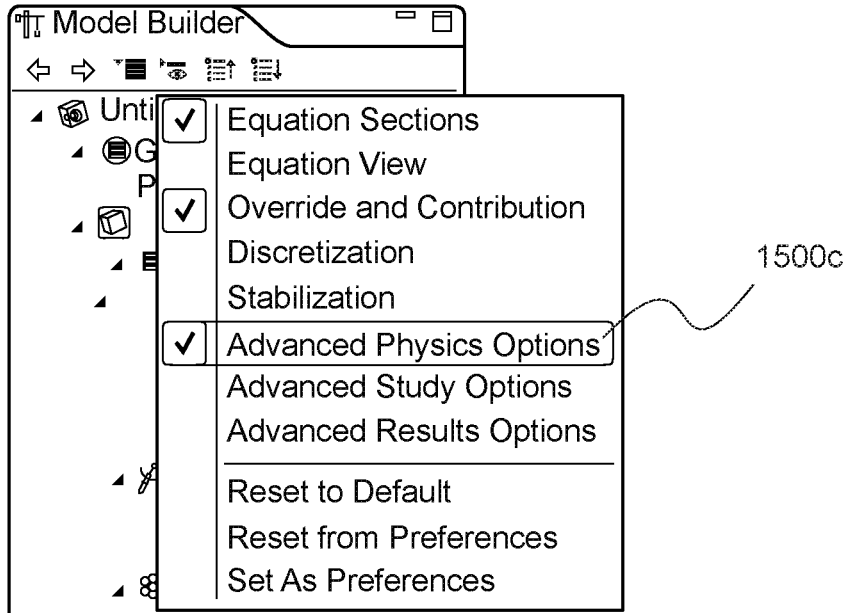 Model Builder
Unti
Equation Sections
G
Equation View
P
Override and Contribution
Discretization
1500c
Stabilization
Advanced Physics Options
Advanced Study Options
Advanced Results Options
Reset to Default
Reset from Preferences
Set As Preferences